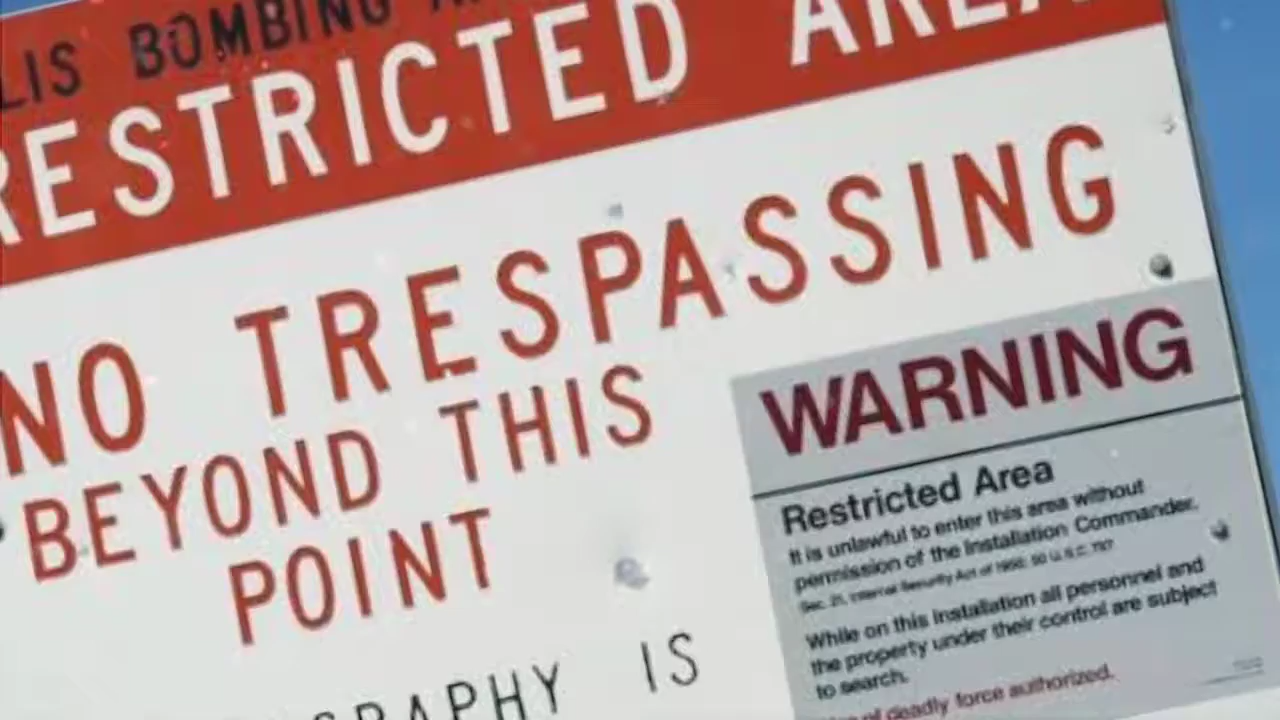 LIS BOMBING
RESTRICTED AREA
NO TRESPASSING
BEYOND THIS
POINT
GRAPHY IS
WARNING
Restricted Area
It is unlawful to enter this area without
permission of the Installation Commander.
Sec. 21, Internal Security Act of 1950; 50 U.S.C. 797
While on this Installation all personnel and
the property under their control are subject
to search.
of deadly force authorized.